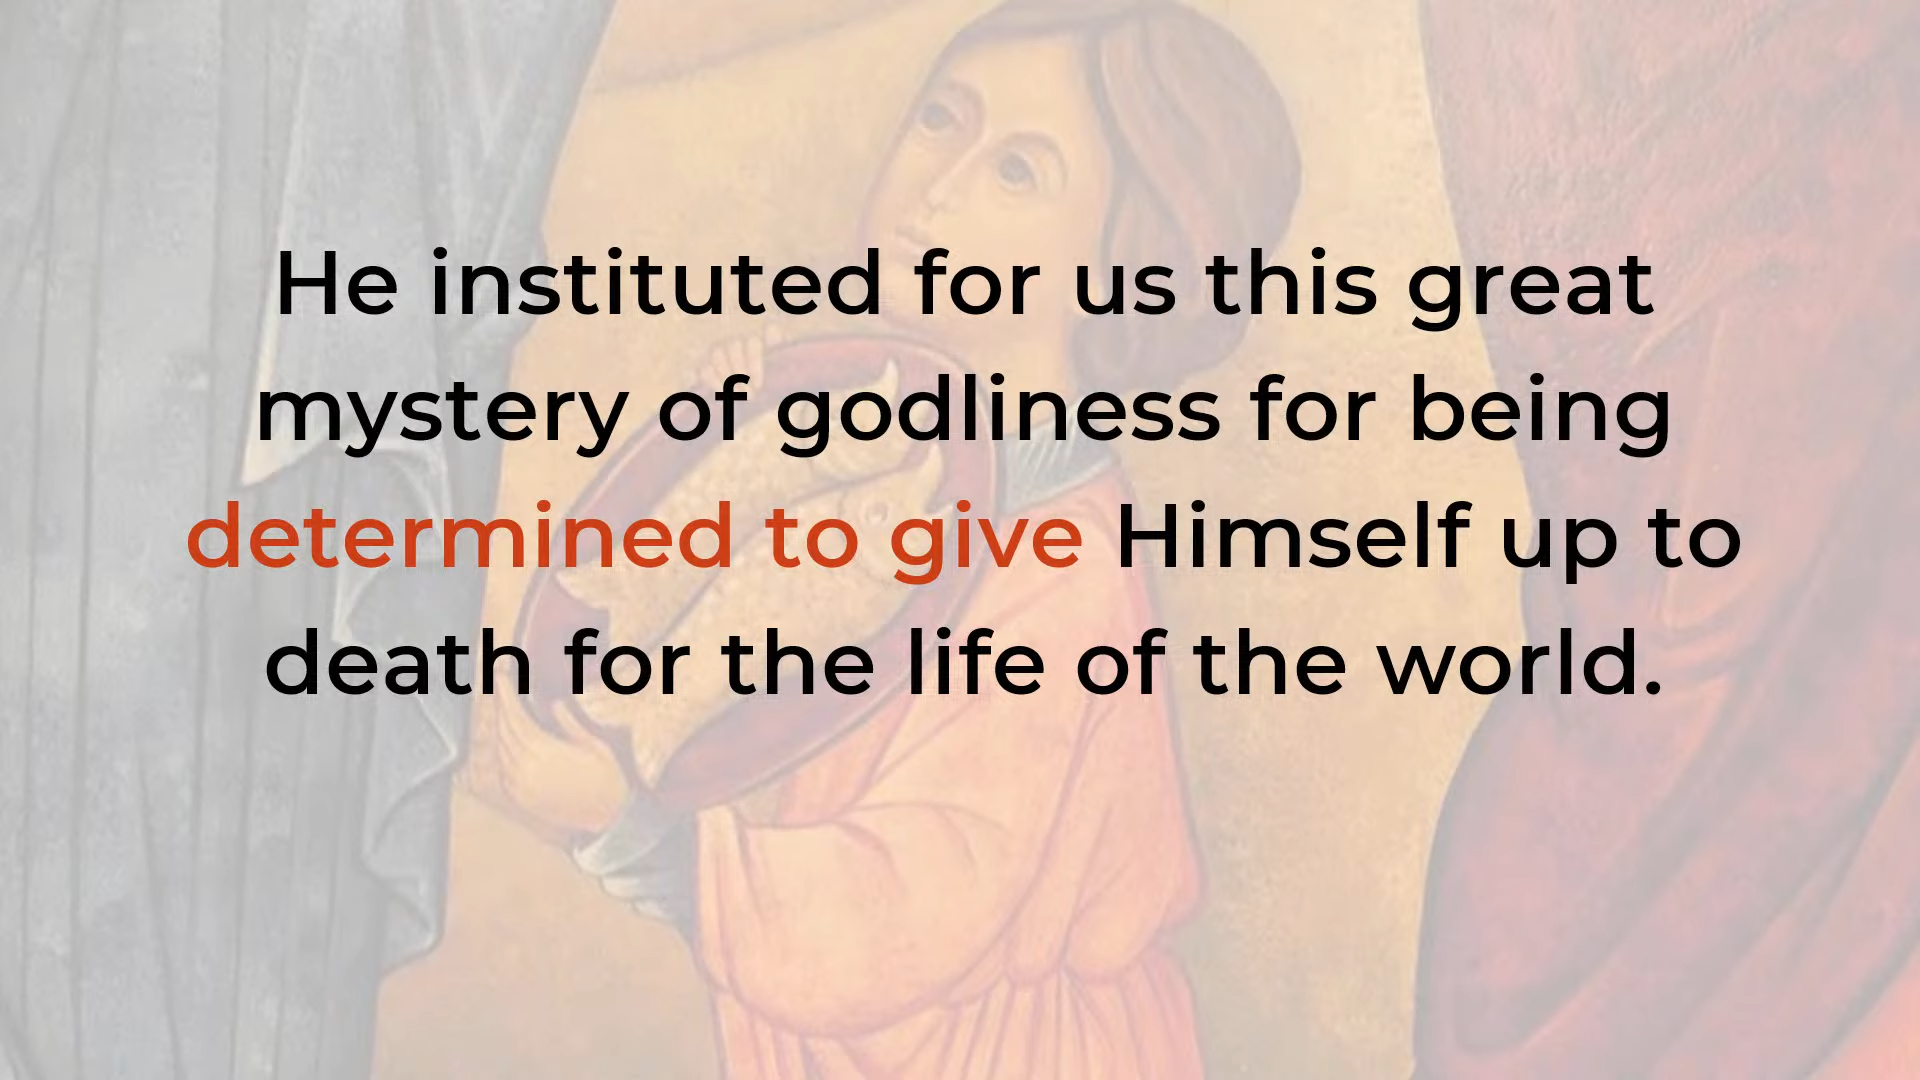 He instituted for us this great
mystery of godliness for being
determined to give Himself up to
death for the life of the world.